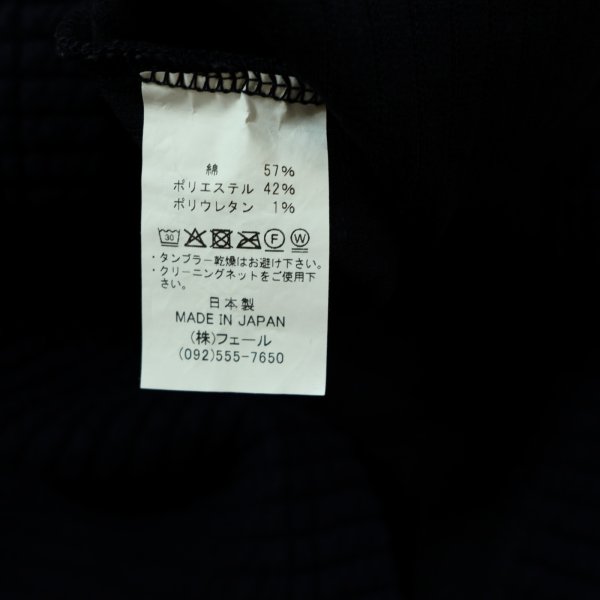 綿 57%
ポリエステル 42%
ポリウレタン 1%
30 F W
・タンブラー乾燥はお避け下さい。
・クリーニングネットをご使用下
さい。
日本製
MADE IN JAPAN
(株)フェール
(092)555-7650